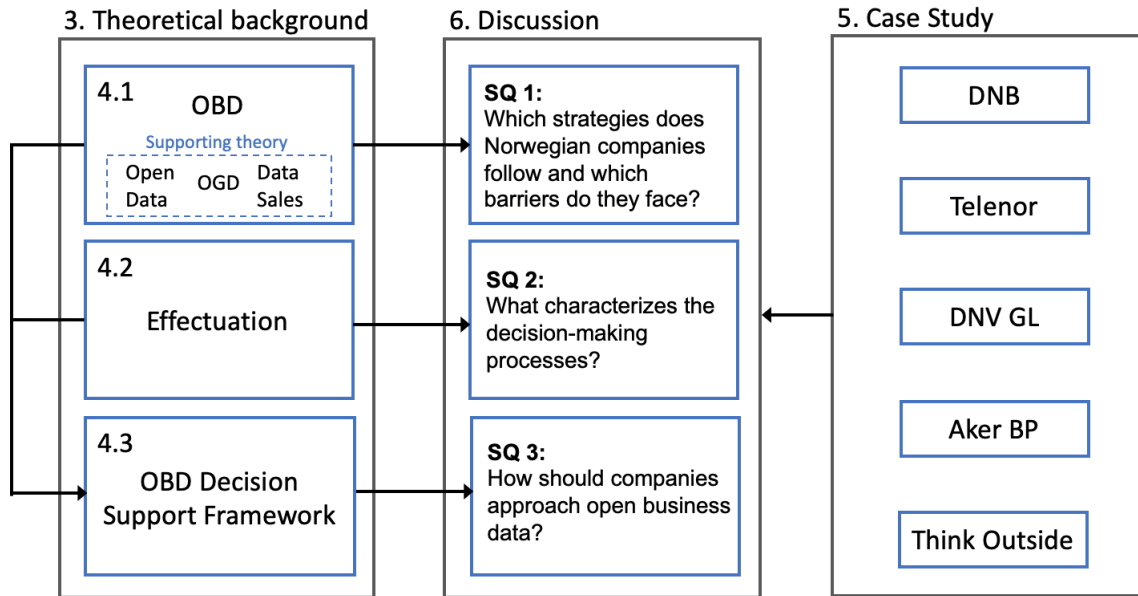 3. Theoretical background
4.1
OBD
Supporting theory
Open
Data
OGD
Data
Sales
4.2
Effectuation
4.3
OBD Decision
Support Framework
6. Discussion
SQ 1:
Which strategies does
Norwegian companies
follow and which
barriers do they face?
SQ 2:
What characterizes the
decision-making
processes?
SQ 3:
How should companies
approach open business
data?
5. Case Study
DNB
Telenor
DNV GL
Aker BP
Think Outside